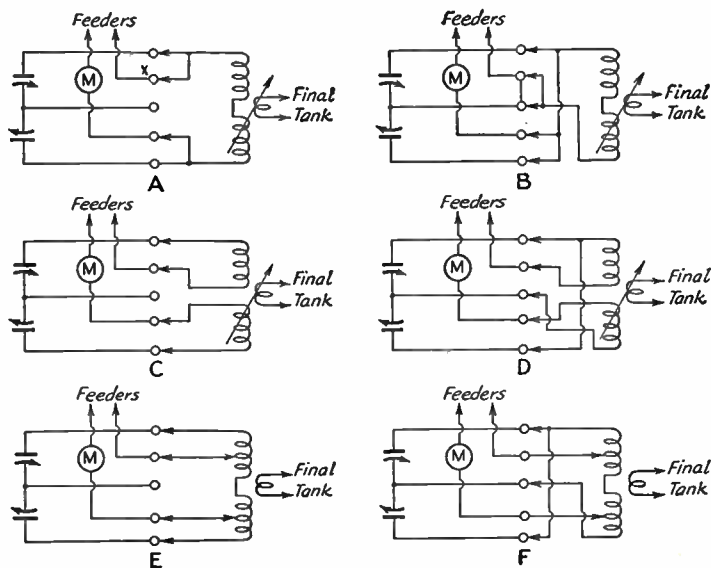 Feeders
Feeders
X
M
M
Final
Tank
Final
Tank
A
B
Feeders
Feeders
M
M
Final
Tank
Final
Tank
C
D
Feeders
Feeders
M
M
Final
Tank
Final
Tank
E
F